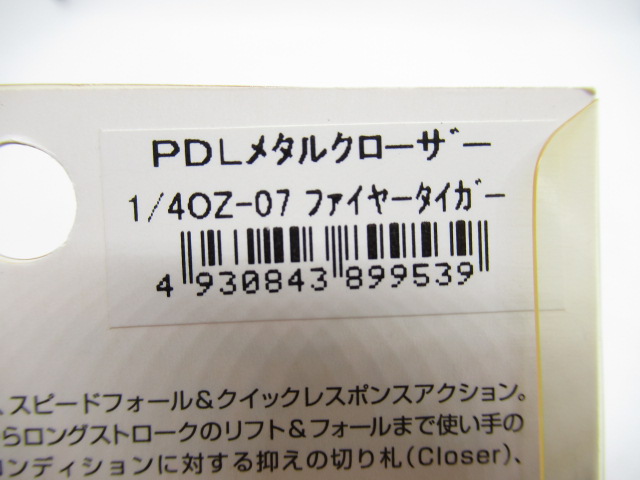 PDLメタルクローザー
1/4OZ-07 ファイヤータイガー
4 930843 899539
、スピードフォール&クイックレスポンスアクション。
らロングストロークのリフト&フォールまで使い手の
コンディションに対する抑えの切り札(Closer)、